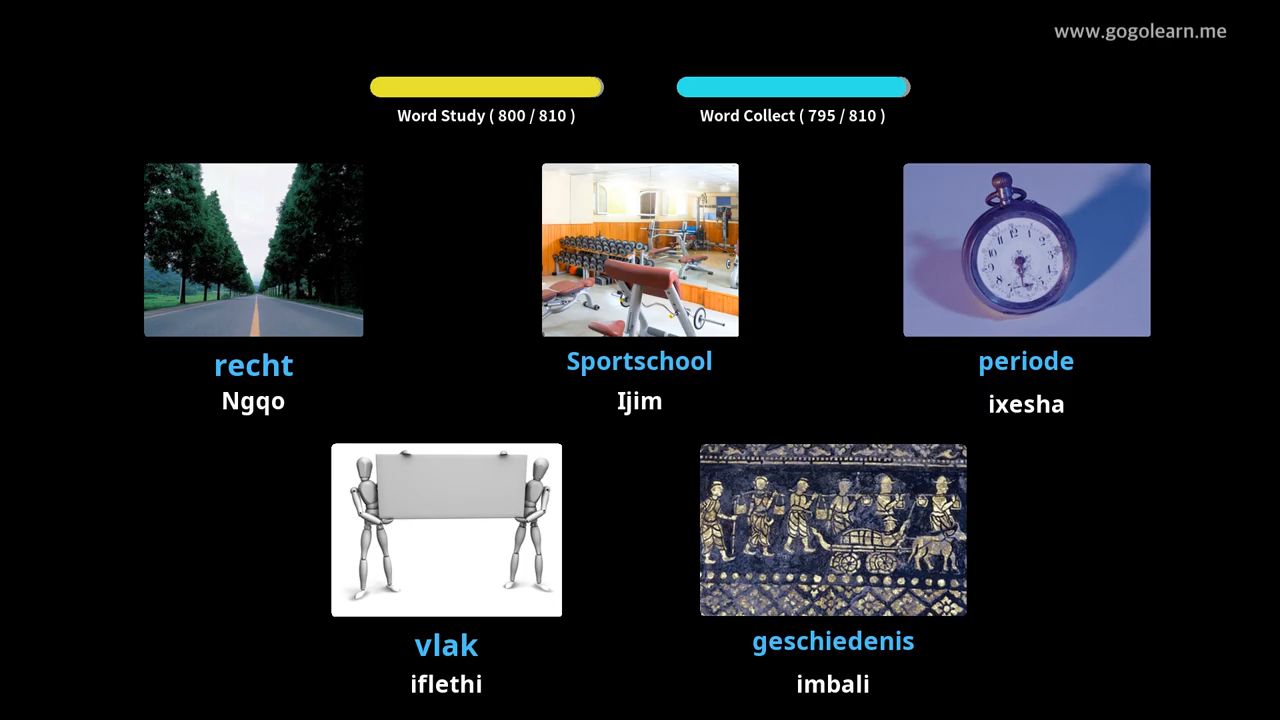 www.gogolearn.me
Word Study ( 800 / 810 )
Word Collect ( 795 / 810 )
recht
Ngqo
Sportschool
Ijim
periode
ixesha
vlak
iflethi
geschiedenis
imbali